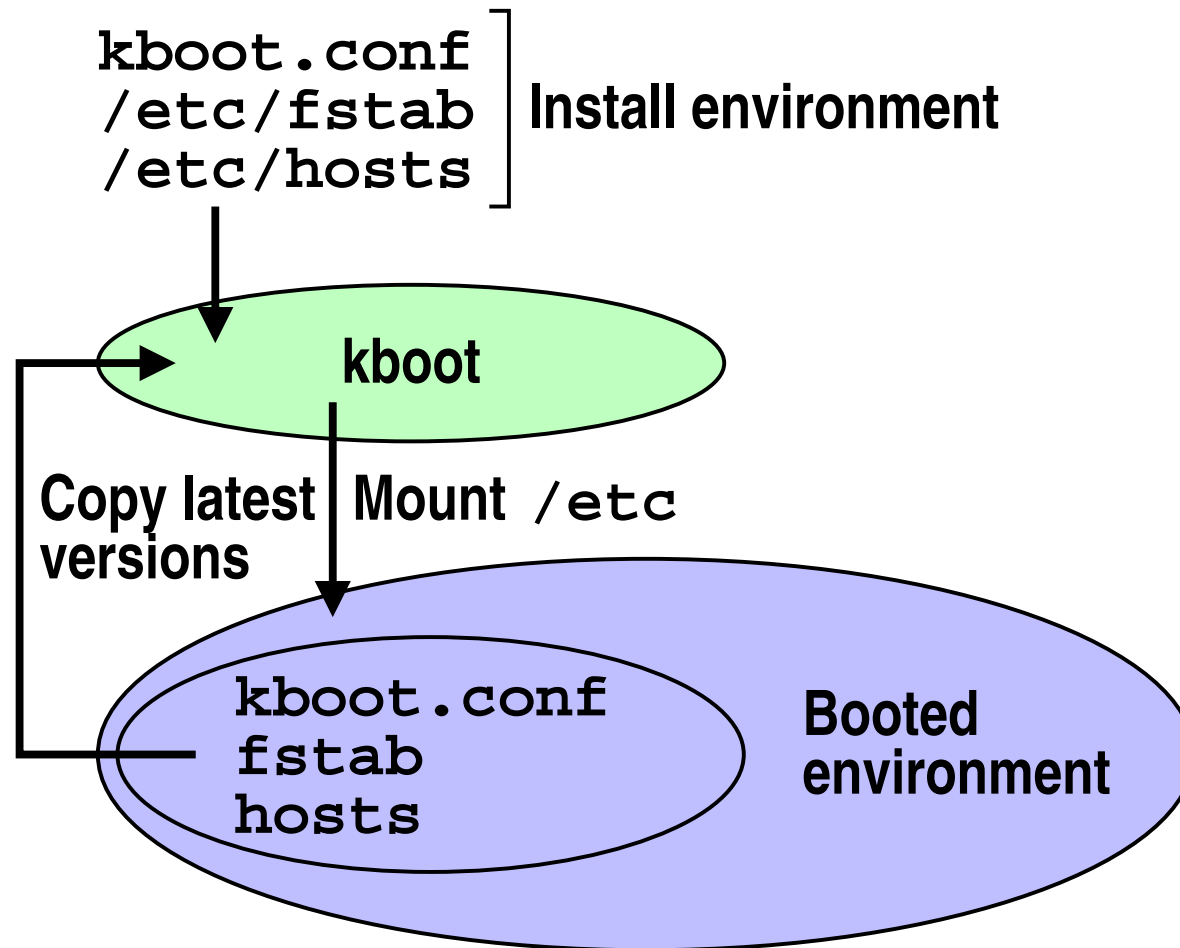 kboot.conf
/etc/fstab
/etc/hosts
Install environment
kboot
Copy latest
versions
Mount /etc
kboot.conf
fstab
hosts
Booted
environment